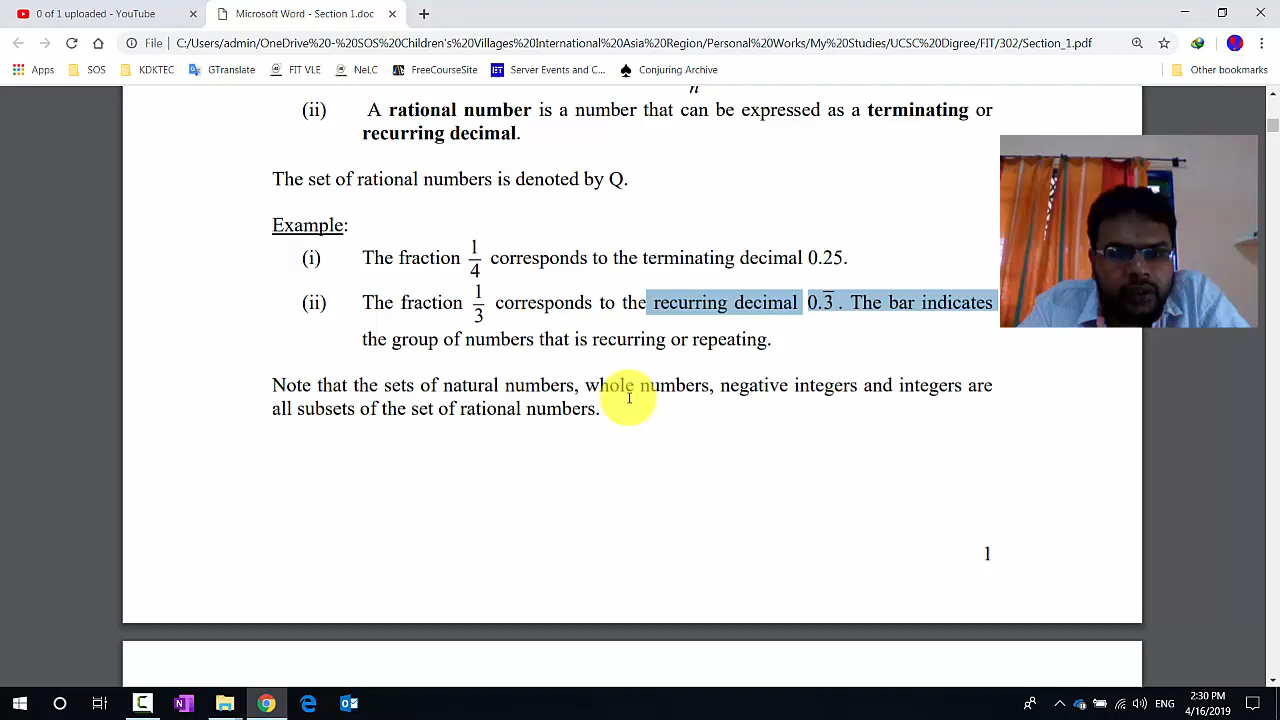 0 of 1 uploaded - YouTube
Microsoft Word - Section 1.doc
File
C:/Users/admin/OneDrive%20-%20SOS%20Children's%20Villages%20International%20Asia%20Region/Personal%20Works/My%20Studies/UCSC%20Digree/FIT/302/Section_1.pdf
Apps SOS KDKTEC GTranslate FIT VLE NeLC FreeCourseSite Server Events and C... Conjuring Archive Other bookmarks
n
(ii) A rational number is a number that can be expressed as a terminating or
recurring decimal.
The set of rational numbers is denoted by Q.
Example:
(i) The fraction 1/4 corresponds to the terminating decimal 0.25.
(ii) The fraction 1/3 corresponds to the recurring decimal 0.3̅ . The bar indicates
the group of numbers that is recurring or repeating.
Note that the sets of natural numbers, whole numbers, negative integers and integers are
all subsets of the set of rational numbers.
1
ENG
2:30 PM
4/16/2019